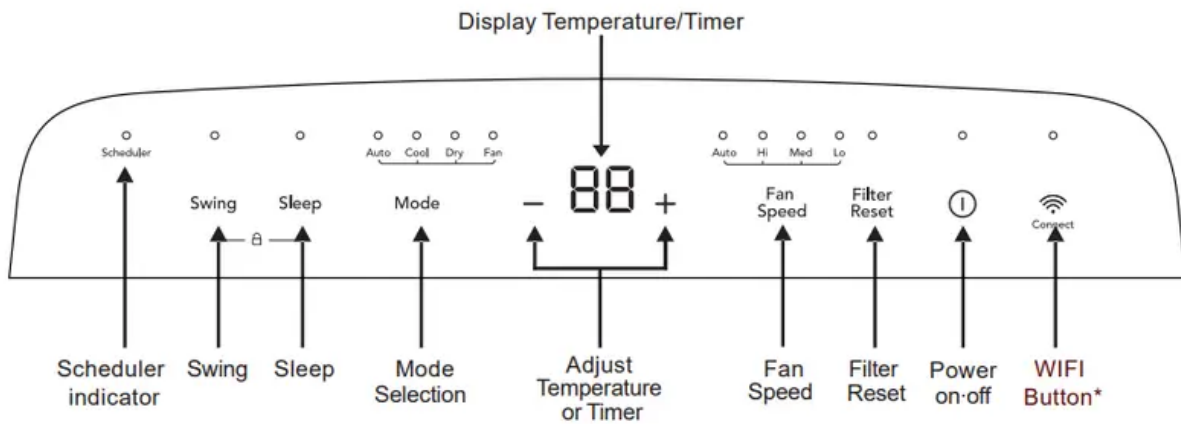 Display Temperature/Timer
Scheduler
Auto Cool Dry Fan
Auto Hi Med Lo
Swing
Sleep
Mode
− 88 +
Fan
Speed
Filter
Reset
Connect
Scheduler
indicator
Swing
Sleep
Mode
Selection
Adjust
Temperature
or Timer
Fan
Speed
Filter
Reset
Power
on·off
WIFI
Button*